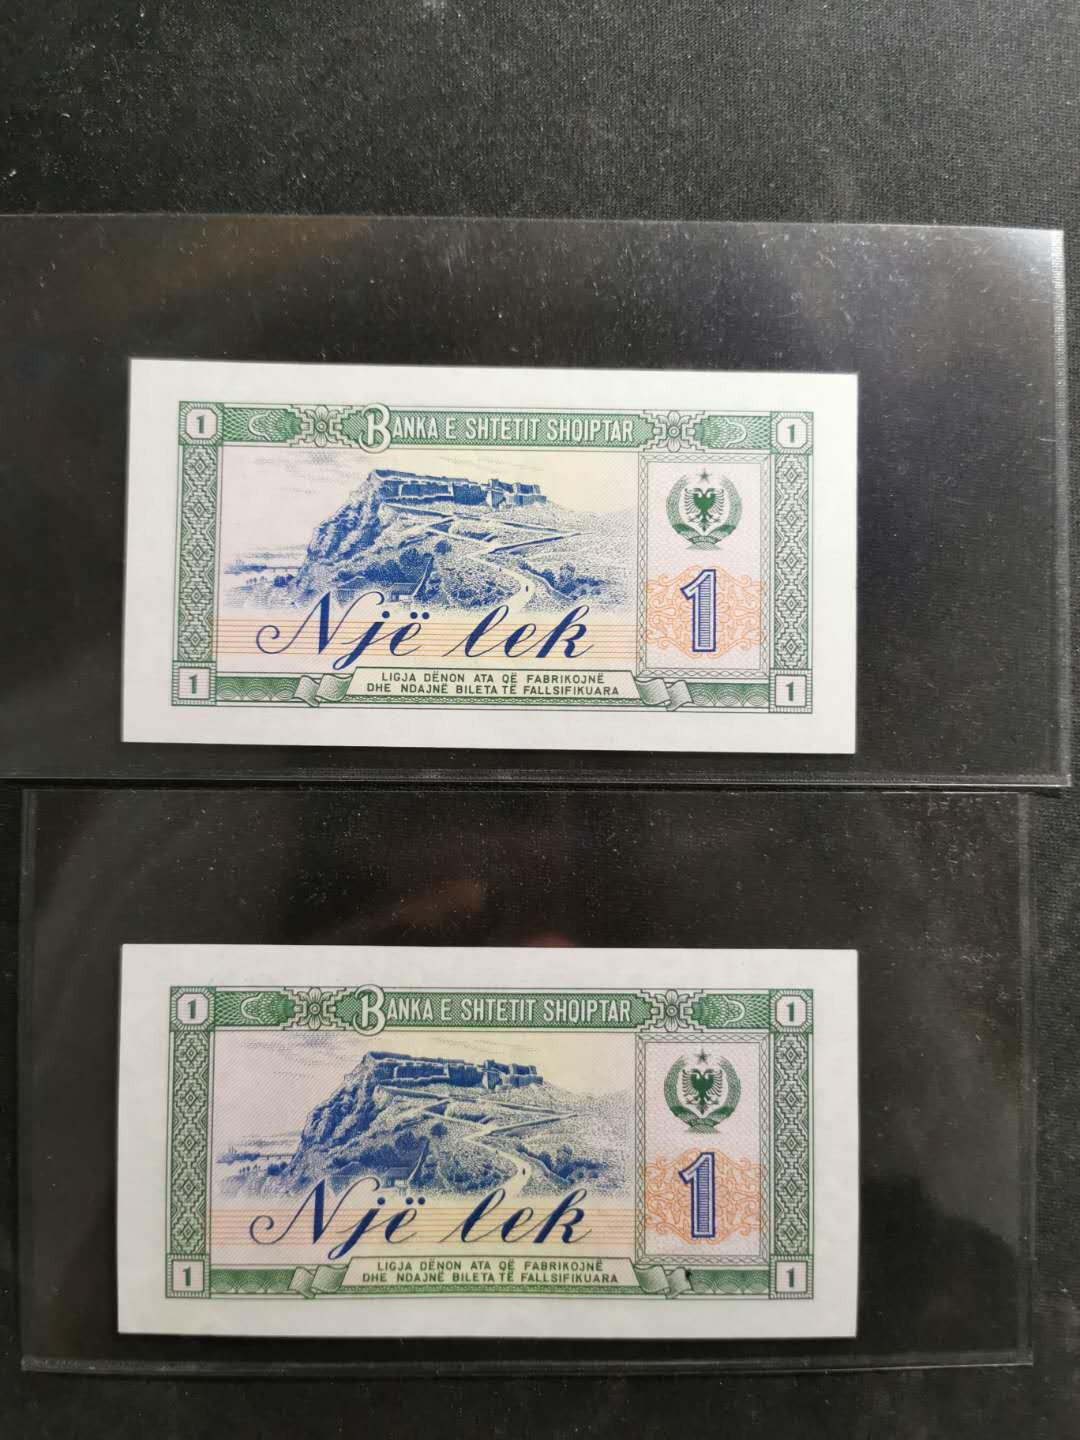 1 BANKA E SHTETIT SHQIPTAR 1
1
Një lek
1 LIGJA DËNON ATA QË FABRIKOJNË 1
DHE NDAJNË BILETA TË FALLSIFIKUARA
1 BANKA E SHTETIT SHQIPTAR 1
1
Një lek
1 LIGJA DËNON ATA QË FABRIKOJNË 1
DHE NDAJNË BILETA TË FALLSIFIKUARA